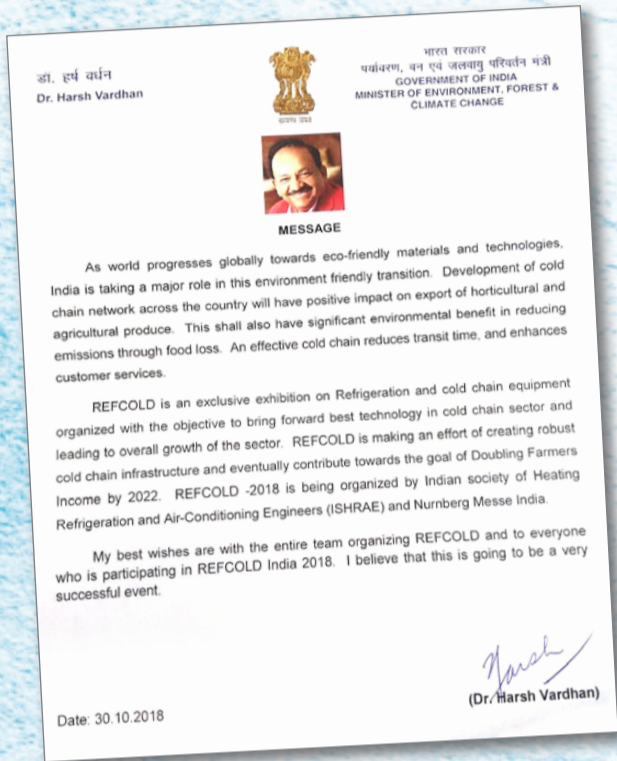 डा. हर्ष वर्धन
Dr. Harsh Vardhan
भारत सरकार
पर्यावरण, वन एवं जलवायु परिवर्तन मंत्री
GOVERNMENT OF INDIA
MINISTER OF ENVIRONMENT, FOREST &
CLIMATE CHANGE
सत्यमेव जयते
MESSAGE
As world progresses globally towards eco-friendly materials and technologies,
India is taking a major role in this environment friendly transition. Development of cold
chain network across the country will have positive impact on export of horticultural and
agricultural produce. This shall also have significant environmental benefit in reducing
emissions through food loss. An effective cold chain reduces transit time, and enhances
customer services.
REFCOLD is an exclusive exhibition on Refrigeration and cold chain equipment
organized with the objective to bring forward best technology in cold chain sector and
leading to overall growth of the sector. REFCOLD is making an effort of creating robust
cold chain infrastructure and eventually contribute towards the goal of Doubling Farmers
Income by 2022. REFCOLD -2018 is being organized by Indian society of Heating
Refrigeration and Air-Conditioning Engineers (ISHRAE) and Nurnberg Messe India.
My best wishes are with the entire team organizing REFCOLD and to everyone
who is participating in REFCOLD India 2018. I believe that this is going to be a very
successful event.
Harsh
(Dr. Harsh Vardhan)
Date: 30.10.2018